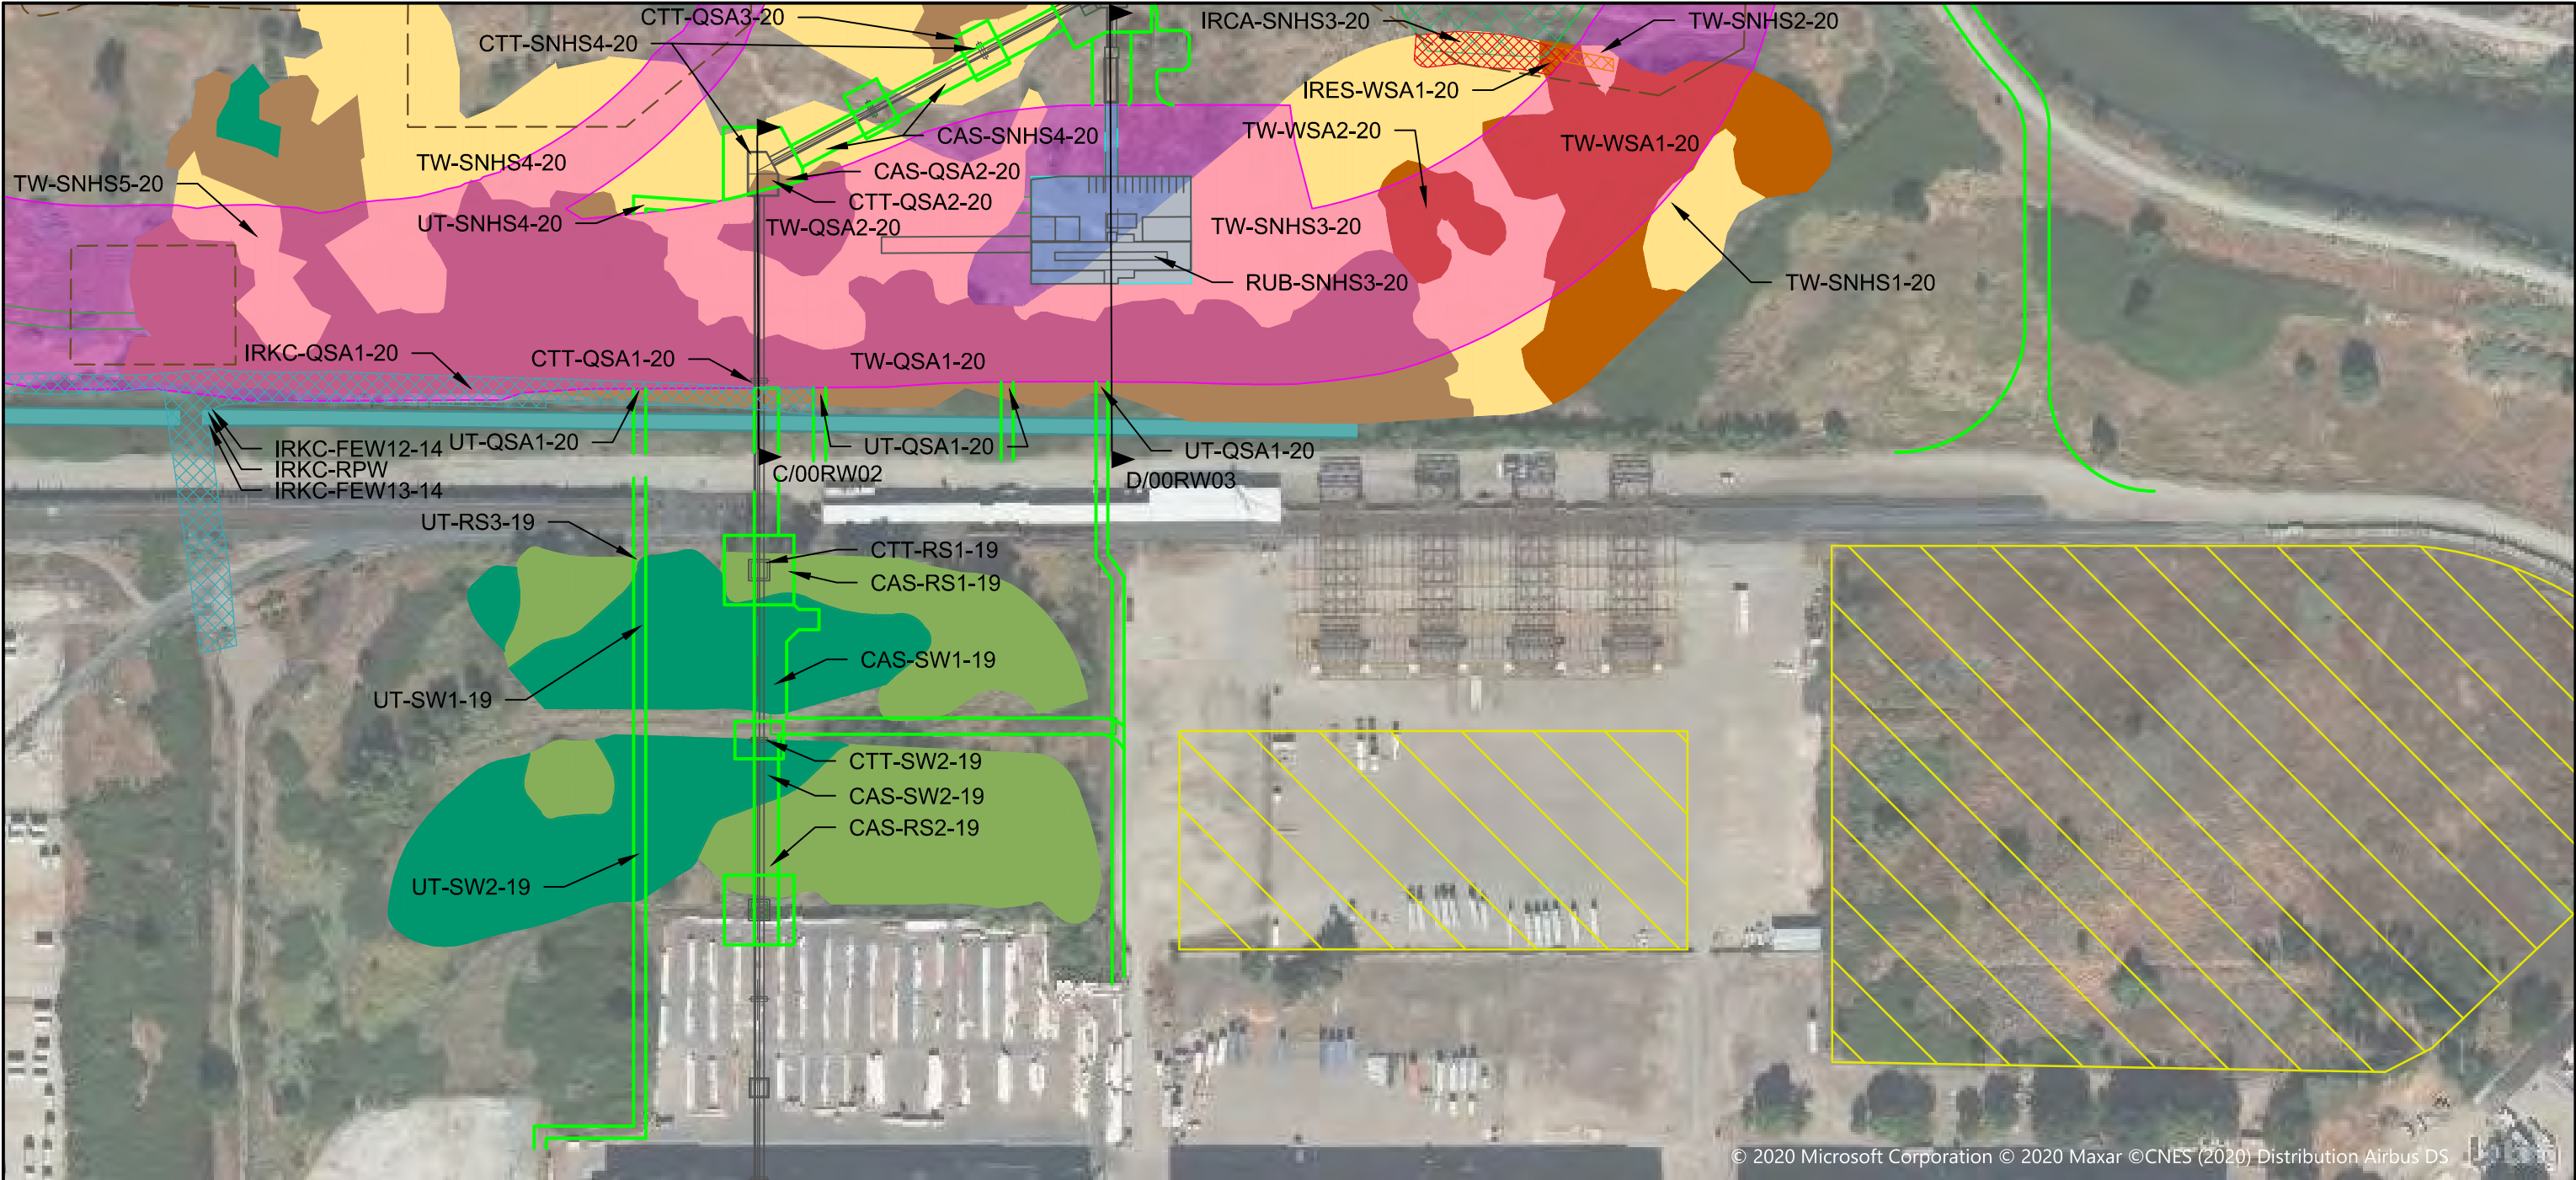 CTT-QSA3-20
IRCA-SNHS3-20
TW-SNHS2-20
CTT-SNHS4-20
IRES-WSA1-20
CAS-SNHS4-20
TW-WSA2-20
TW-WSA1-20
TW-SNHS4-20
TW-SNHS5-20
CAS-QSA2-20
CTT-QSA2-20
UT-SNHS4-20
TW-QSA2-20
TW-SNHS3-20
RUB-SNHS3-20
TW-SNHS1-20
IRKC-QSA1-20
CTT-QSA1-20
TW-QSA1-20
IRKC-FEW12-14
UT-QSA1-20
UT-QSA1-20
UT-QSA1-20
IRKC-RPW
IRKC-FEW13-14
C/00RW02
D/00RW03
UT-RS3-19
CTT-RS1-19
CAS-RS1-19
CAS-SW1-19
UT-SW1-19
CTT-SW2-19
CAS-SW2-19
CAS-RS2-19
UT-SW2-19
© 2020 Microsoft Corporation © 2020 Maxar ©CNES (2020) Distribution Airbus DS